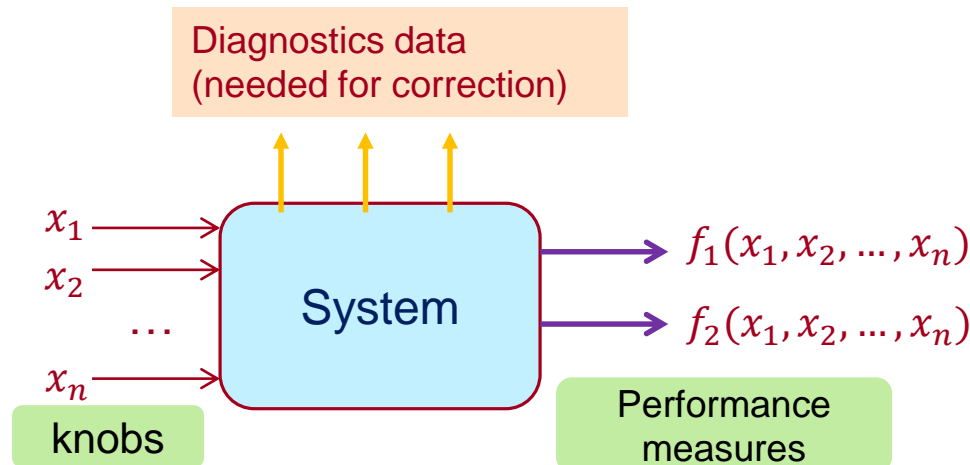 Diagnostics data
(needed for correction)
x₁
x₂
...
xₙ
knobs
System
f₁(x₁, x₂, ..., xₙ)
f₂(x₁, x₂, ..., xₙ)
Performance
measures